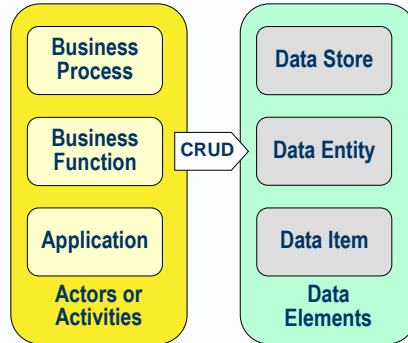 Business
Process
Business
Function
Application
Actors or
Activities
CRUD
Data Store
Data Entity
Data Item
Data
Elements